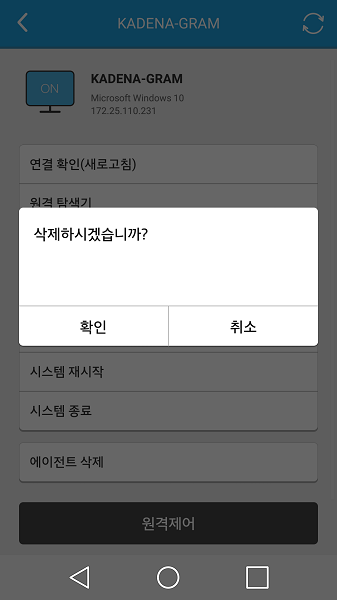 KADENA-GRAM
ON
KADENA-GRAM
Microsoft Windows 10
172.25.110.231
연결 확인(새로고침)
원격 탐색기
삭제하시겠습니까?
확인
취소
시스템 재시작
시스템 종료
에이전트 삭제
원격제어